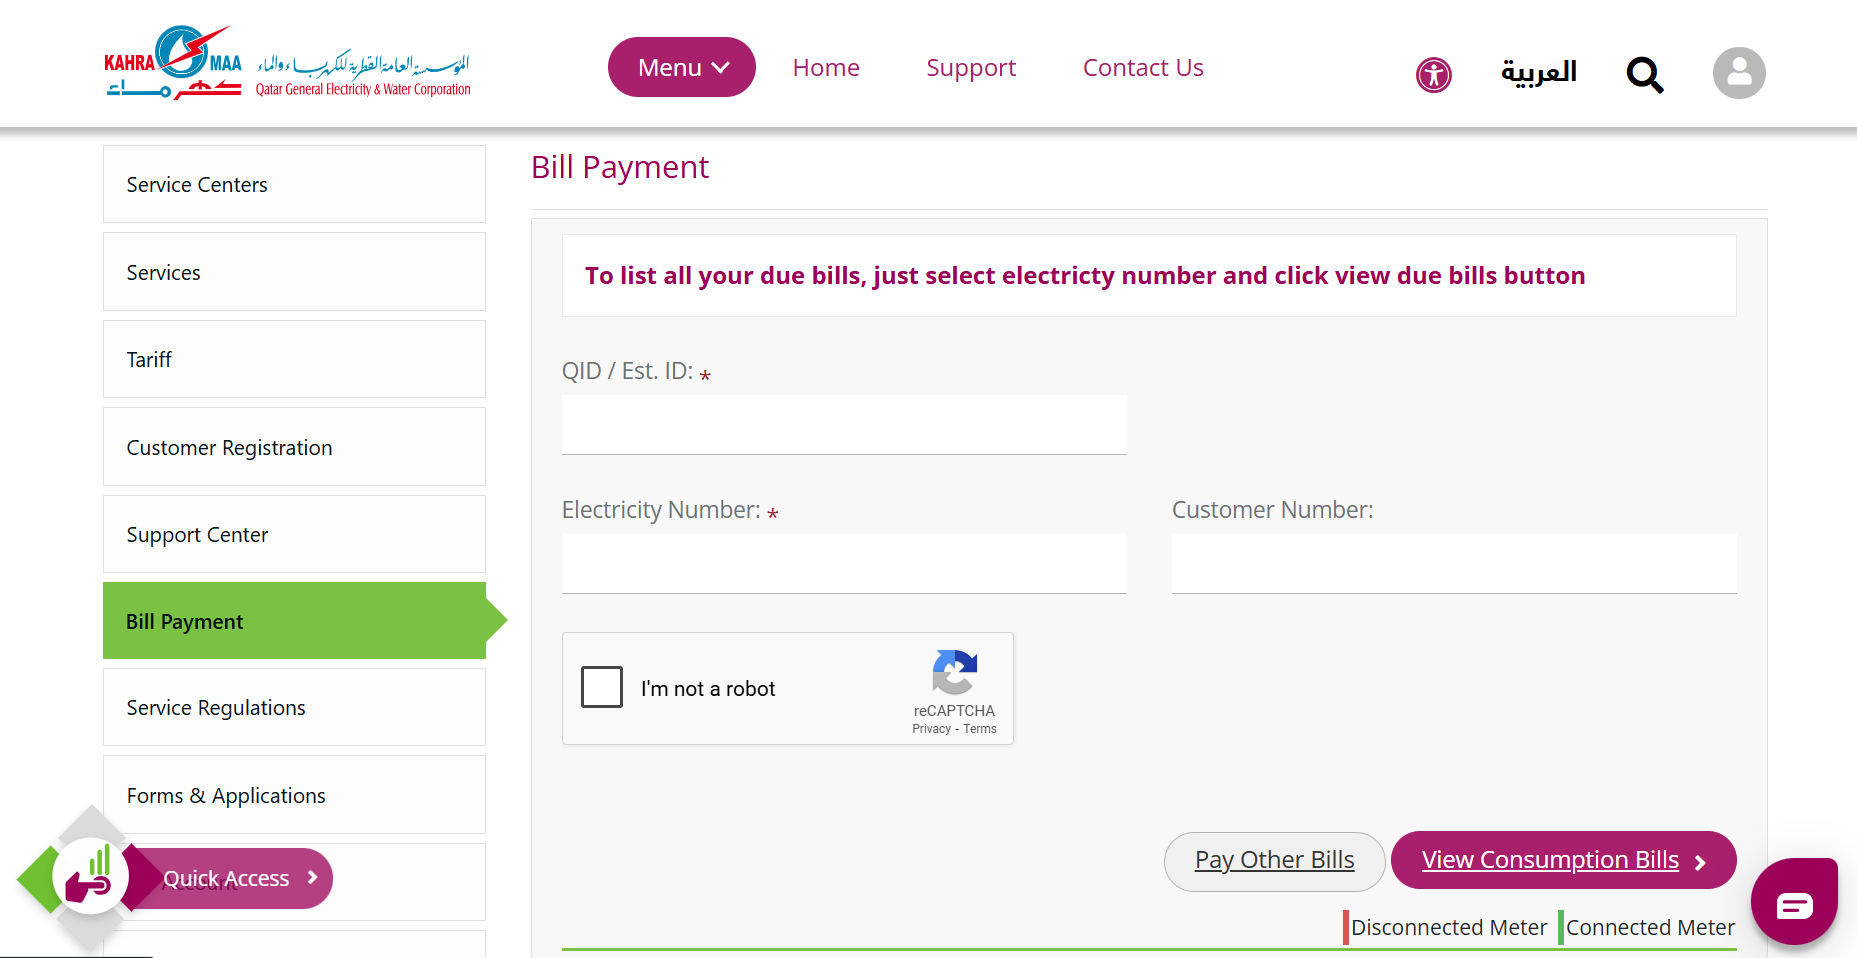 KAHRA MAA
كهرماء
المؤسسة العامة القطرية للكهرباء والماء
Qatar General Electricity & Water Corporation
Menu
Home
Support
Contact Us
العربية
Service Centers
Services
Tariff
Customer Registration
Support Center
Bill Payment
Service Regulations
Forms & Applications
Account
Quick Access
Bill Payment
To list all your due bills, just select electricty number and click view due bills button
QID / Est. ID: *
Electricity Number: *
Customer Number:
I'm not a robot
reCAPTCHA
Privacy - Terms
Pay Other Bills
View Consumption Bills
Disconnected Meter
Connected Meter